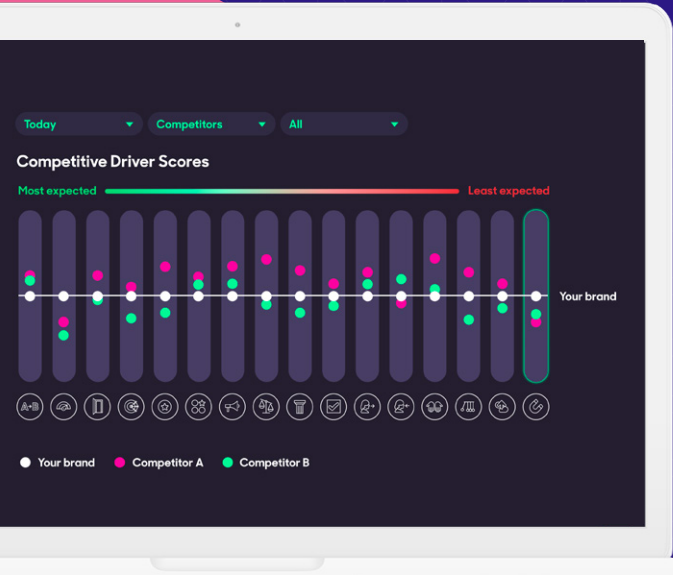 Today
Competitors
All
Competitive Driver Scores
Most expected
Least expected
Your brand
A+B
Your brand
Competitor A
Competitor B